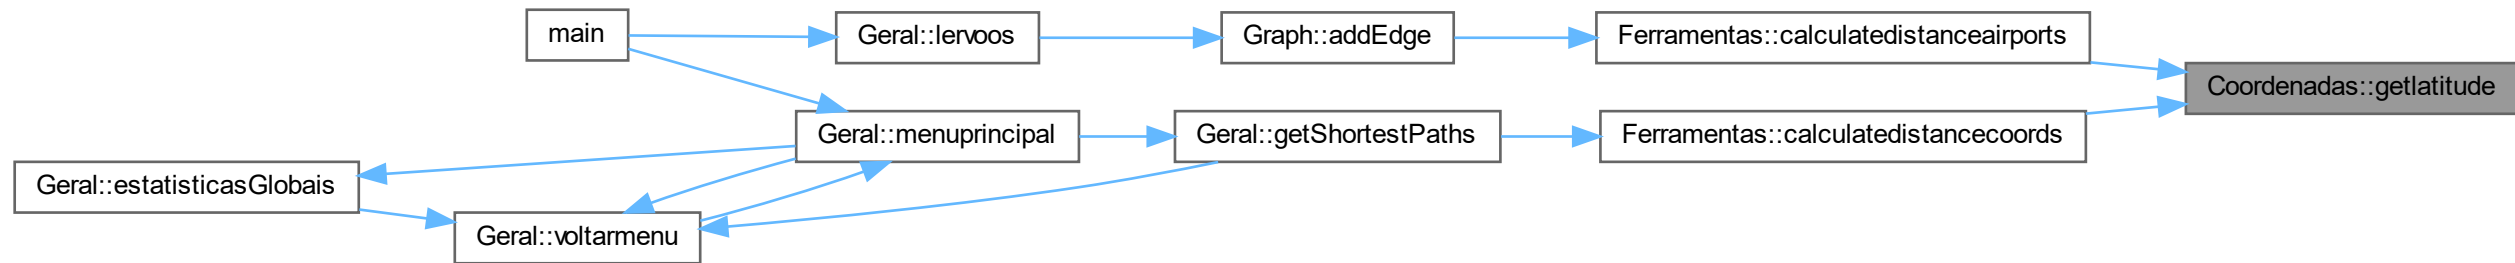 main
Geral::lervoos
Graph::addEdge
Ferramentas::calculatedistanceairports
Coordenadas::getlatitude
Geral::menuprincipal
Geral::getShortestPaths
Ferramentas::calculatedistancecoords
Geral::estatisticasGlobais
Geral::voltarmenu